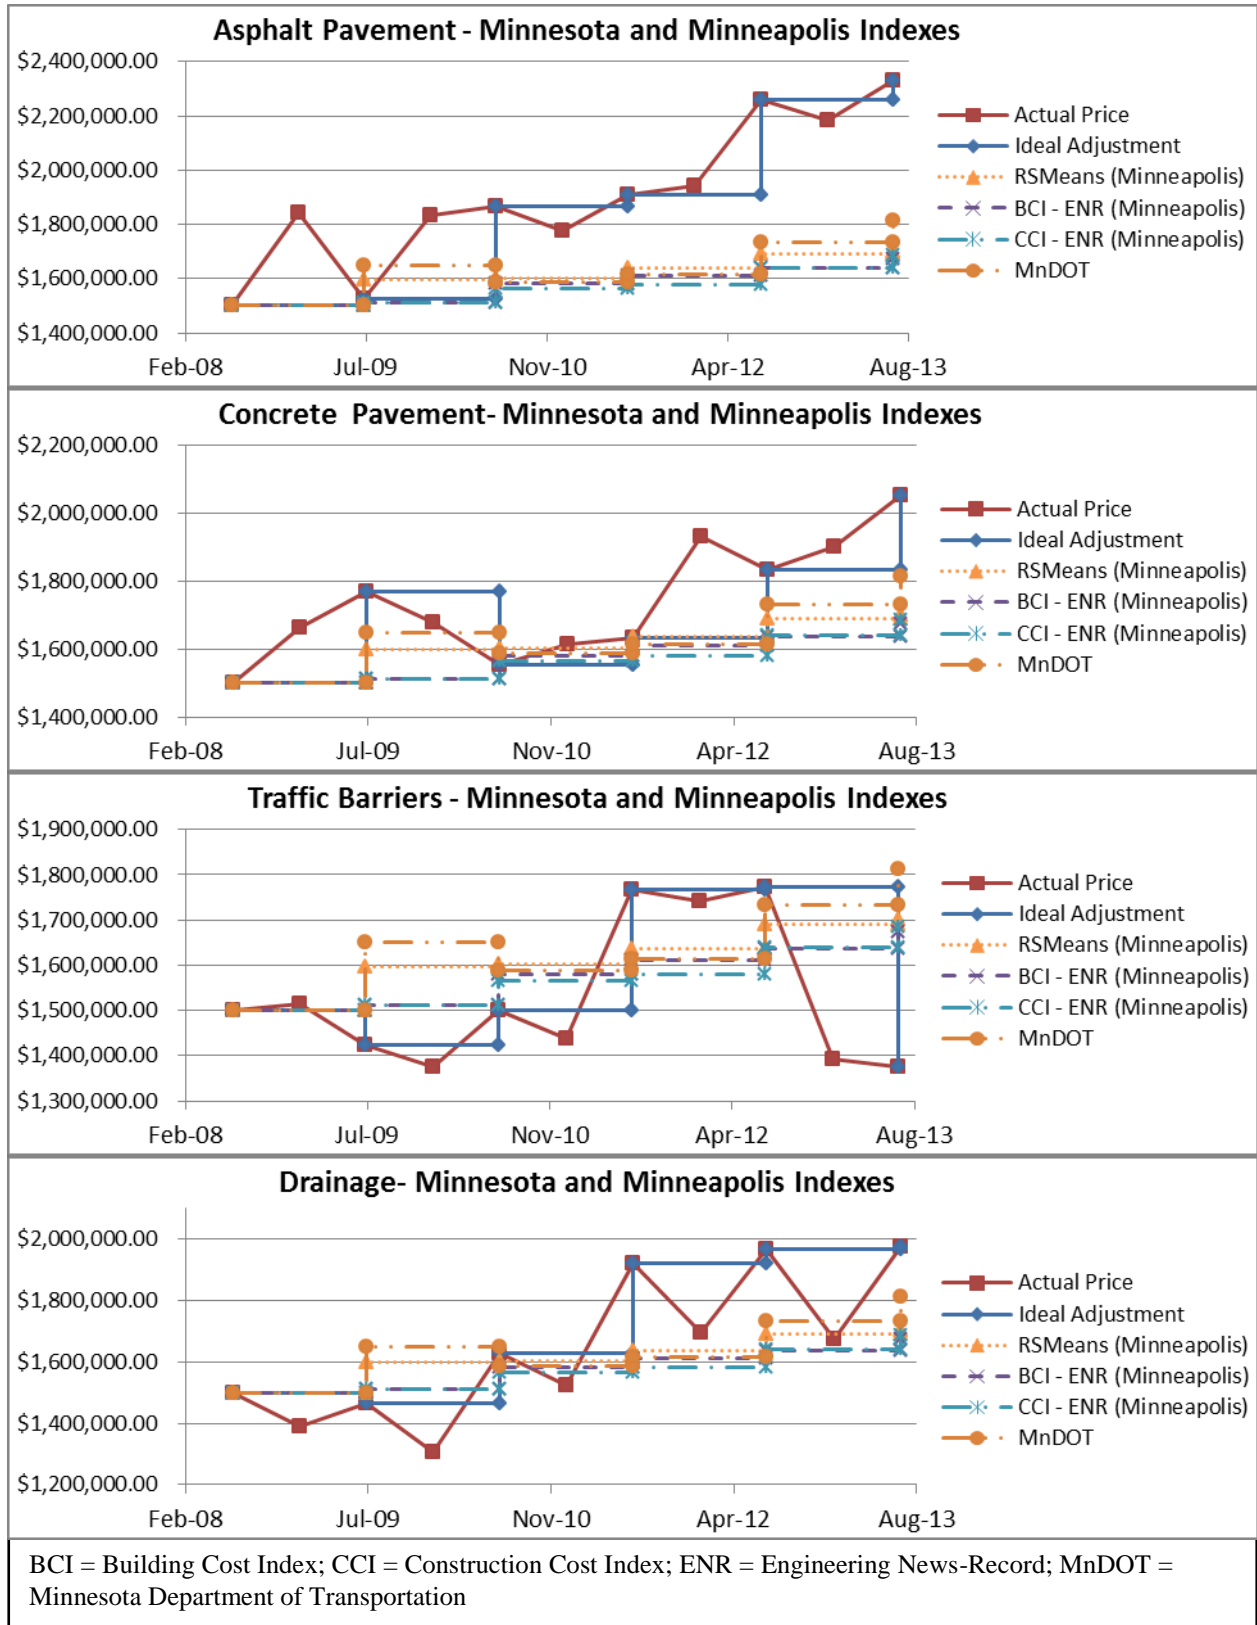 Asphalt Pavement - Minnesota and Minneapolis Indexes
$2,400,000.00
$2,200,000.00
$2,000,000.00
$1,800,000.00
$1,600,000.00
$1,400,000.00
Feb-08 Jul-09 Nov-10 Apr-12 Aug-13
Actual Price
Ideal Adjustment
RSMeans (Minneapolis)
BCI - ENR (Minneapolis)
CCI - ENR (Minneapolis)
MnDOT
Concrete Pavement- Minnesota and Minneapolis Indexes
$2,200,000.00
$2,000,000.00
$1,800,000.00
$1,600,000.00
$1,400,000.00
Feb-08 Jul-09 Nov-10 Apr-12 Aug-13
Actual Price
Ideal Adjustment
RSMeans (Minneapolis)
BCI - ENR (Minneapolis)
CCI - ENR (Minneapolis)
MnDOT
Traffic Barriers - Minnesota and Minneapolis Indexes
$1,900,000.00
$1,800,000.00
$1,700,000.00
$1,600,000.00
$1,500,000.00
$1,400,000.00
$1,300,000.00
Feb-08 Jul-09 Nov-10 Apr-12 Aug-13
Actual Price
Ideal Adjustment
RSMeans (Minneapolis)
BCI - ENR (Minneapolis)
CCI - ENR (Minneapolis)
MnDOT
Drainage- Minnesota and Minneapolis Indexes
$2,000,000.00
$1,800,000.00
$1,600,000.00
$1,400,000.00
$1,200,000.00
Feb-08 Jul-09 Nov-10 Apr-12 Aug-13
Actual Price
Ideal Adjustment
RSMeans (Minneapolis)
BCI - ENR (Minneapolis)
CCI - ENR (Minneapolis)
MnDOT
BCI = Building Cost Index; CCI = Construction Cost Index; ENR = Engineering News-Record; MnDOT =
Minnesota Department of Transportation